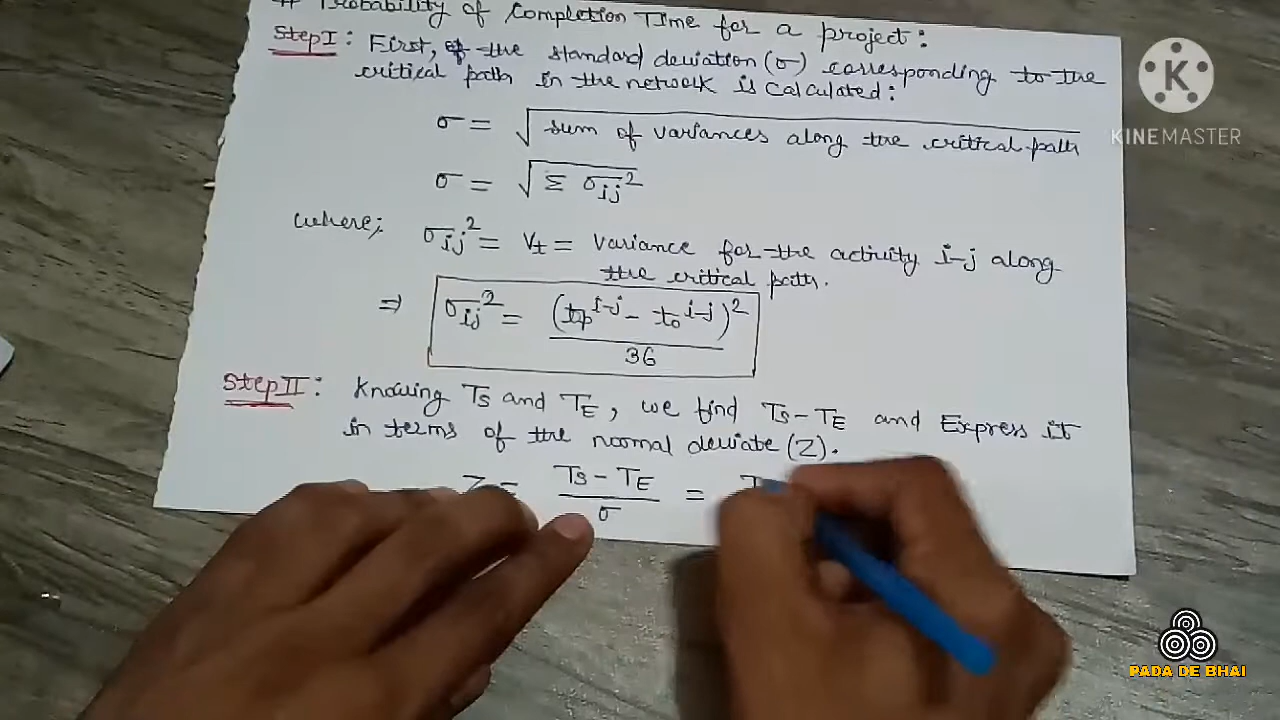 # Probability of Completion Time for a project:
Step I: First, of the standard deviation (σ) corresponding to the
critical path in the network is calculated:
σ = √sum of variances along the critical path
σ = √Σ σij²
where; σij² = Vt = variance for the activity i-j along
the critical path.
⇒ σij² = (tp^i-j - to^i-j)²
36
Step II: Knowing Ts and TE, we find Ts - TE and Express it
in terms of the normal deviate (Z).
Z = Ts - TE / σ =
KINEMASTER
PADA DE BHAI